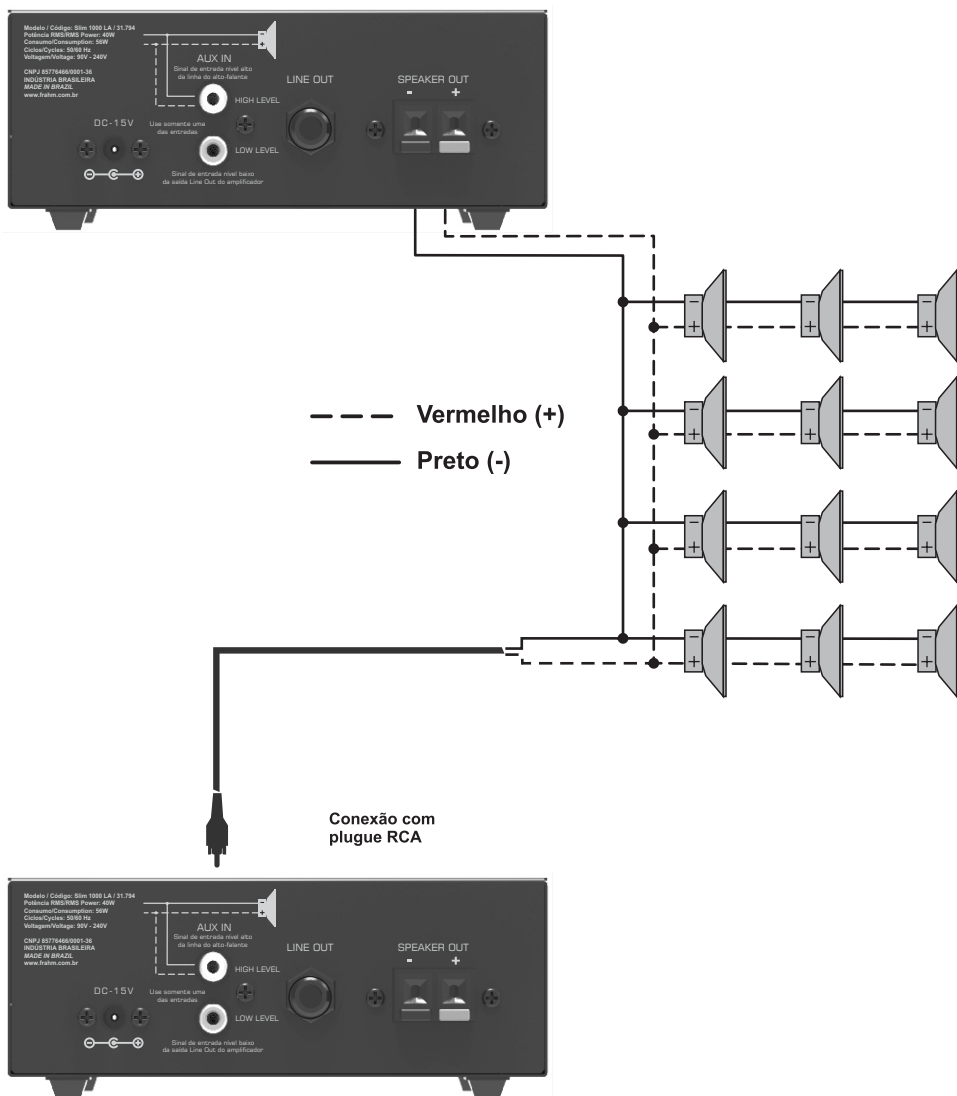 Modelo / Código: Slim 1000 LA / 31.794
Potência RMS/RMS Power: 40W
Consumo/Consumption: 56W
Ciclos/Cycles: 50/60 Hz
Voltagem/Voltage: 90V - 240V
CNPJ 85776466/0001-36
INDÚSTRIA BRASILEIRA
MADE IN BRAZIL
www.frahm.com.br
- +
AUX IN
Sinal de entrada nível alto
da linha do alto-falante
HIGH LEVEL
LINE OUT
SPEAKER OUT
- +
DC-15V
Use somente uma
das entradas
LOW LEVEL
Sinal de entrada nível baixo
da saída Line Out do amplificador
- +
- - -
+ + +
- - -
+ + +
Vermelho (+)
Preto (-)
- - -
+ + +
- - -
+ + +
Conexão com
plugue RCA
Modelo / Código: Slim 1000 LA / 31.794
Potência RMS/RMS Power: 40W
Consumo/Consumption: 56W
Ciclos/Cycles: 50/60 Hz
Voltagem/Voltage: 90V - 240V
CNPJ 85776466/0001-36
INDÚSTRIA BRASILEIRA
MADE IN BRAZIL
www.frahm.com.br
- +
AUX IN
Sinal de entrada nível alto
da linha do alto-falante
HIGH LEVEL
LINE OUT
SPEAKER OUT
- +
DC-15V
Use somente uma
das entradas
LOW LEVEL
Sinal de entrada nível baixo
da saída Line Out do amplificador
- +